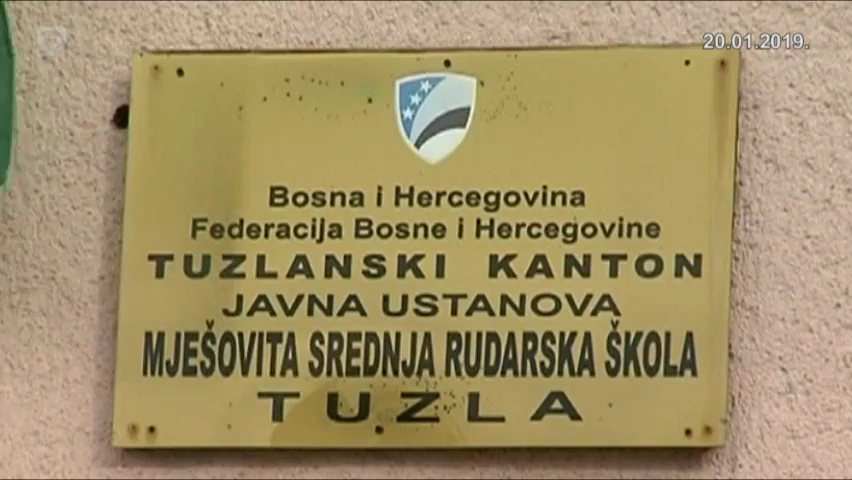 20.01.2019.
Bosna i Hercegovina
Federacija Bosne i Hercegovine
TUZLANSKI KANTON
JAVNA USTANOVA
MJEŠOVITA SREDNJA RUDARSKA ŠKOLA
TUZLA